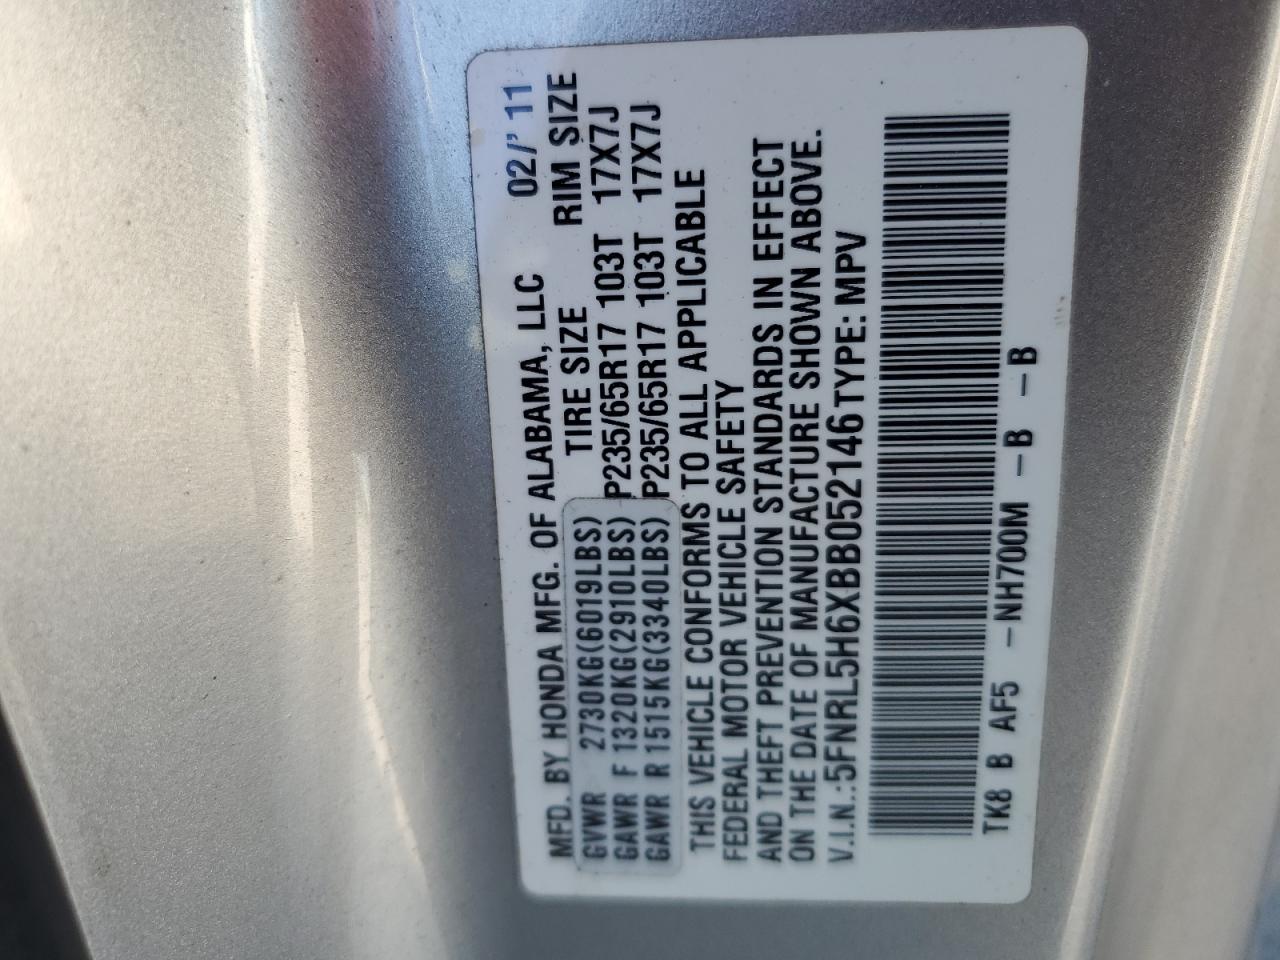 MFD. BY HONDA MFG. OF ALABAMA, LLC 02/' 11
TIRE SIZE RIM SIZE
GVWR 2730KG(6019LBS)
GAWR F 1320KG(2910LBS) P235/65R17 103T 17X7J
GAWR R 1515KG(3340LBS) P235/65R17 103T 17X7J
THIS VEHICLE CONFORMS TO ALL APPLICABLE
FEDERAL MOTOR VEHICLE SAFETY
AND THEFT PREVENTION STANDARDS IN EFFECT
ON THE DATE OF MANUFACTURE SHOWN ABOVE.
V.I.N.: 5FNRL5H6XBB052146 TYPE: MPV
TK8 B AF5 -NH700M -B -B